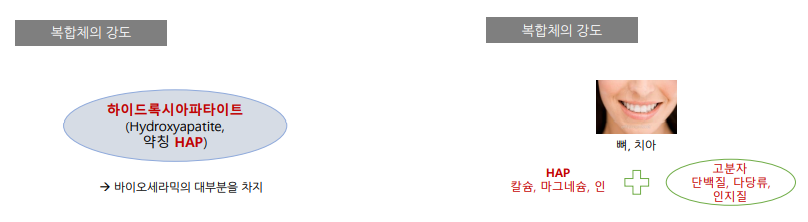 복합체의 강도
하이드록시아파타이트
(Hydroxyapatite,
약칭 HAP)
→ 바이오세라믹의 대부분을 차지
복합체의 강도
뼈, 치아
HAP
칼슘, 마그네슘, 인
고분자
단백질, 다당류,
인지질